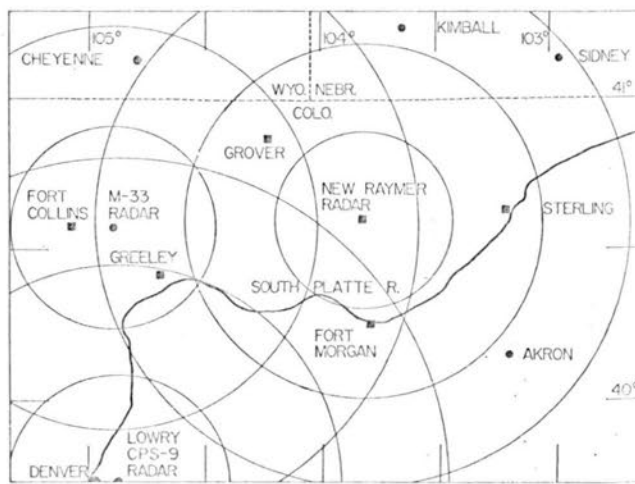 105°
104°
KIMBALL
103°
CHEYENNE
SIDNEY
WYO.
NEBR.
41°
COLO.
GROVER
FORT
COLLINS
M-33
RADAR
NEW RAYMER
RADAR
STERLING
GREELEY
SOUTH PLATTE R.
FORT
MORGAN
AKRON
40°
LOWRY
CPS-9
RADAR
DENVER